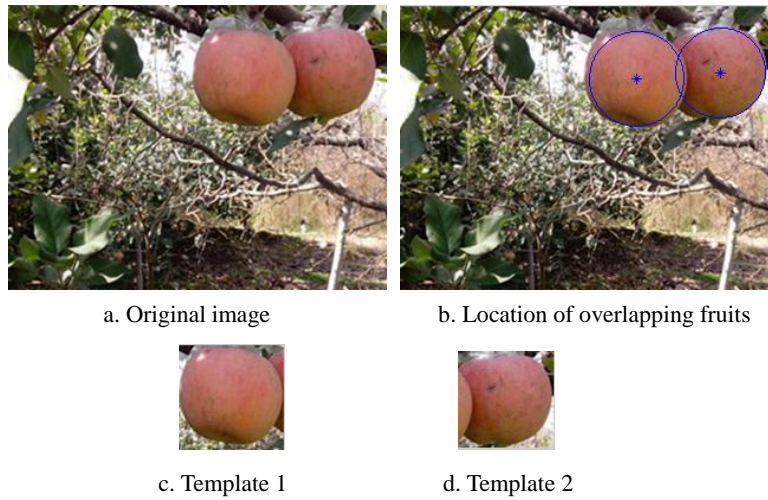 a. Original image
b. Location of overlapping fruits
c. Template 1
d. Template 2